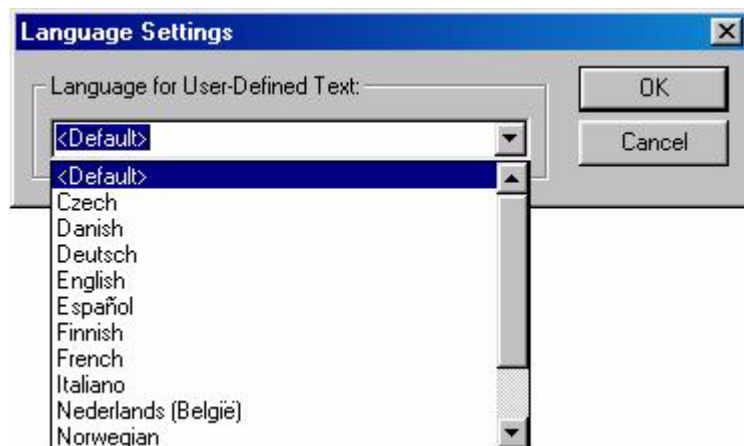 Language Settings
Language for User-Defined Text:
OK
<Default>
Cancel
<Default>
Czech
Danish
Deutsch
English
Español
Finnish
French
Italiano
Nederlands (België)
Norwegian